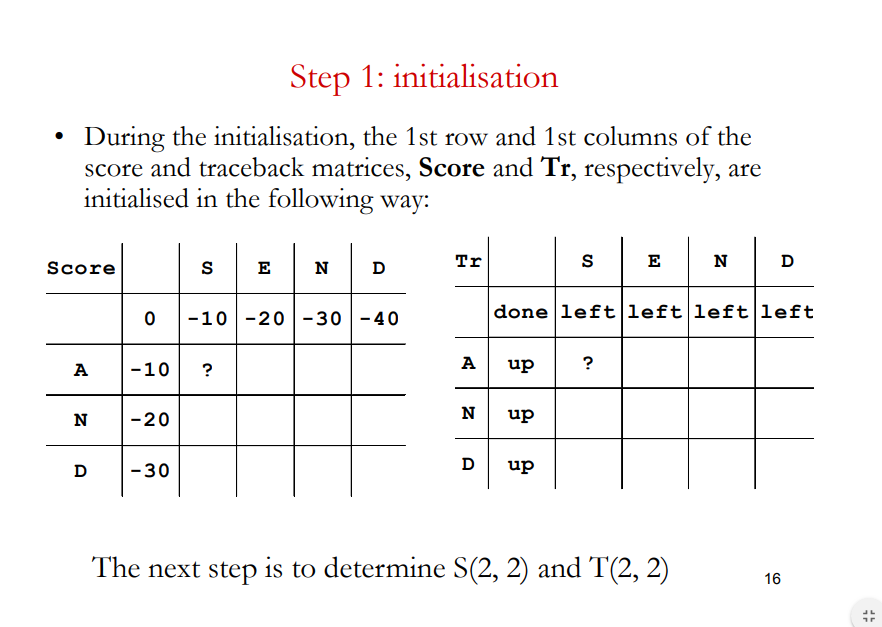 Step 1: initialisation
• During the initialisation, the 1st row and 1st columns of the
score and traceback matrices, Score and Tr, respectively, are
initialised in the following way:
Score S E N D
0 -10 -20 -30 -40
A -10 ?
N -20
D -30
Tr S E N D
done left left left left
A up ?
N up
D up
The next step is to determine S(2, 2) and T(2, 2)
16